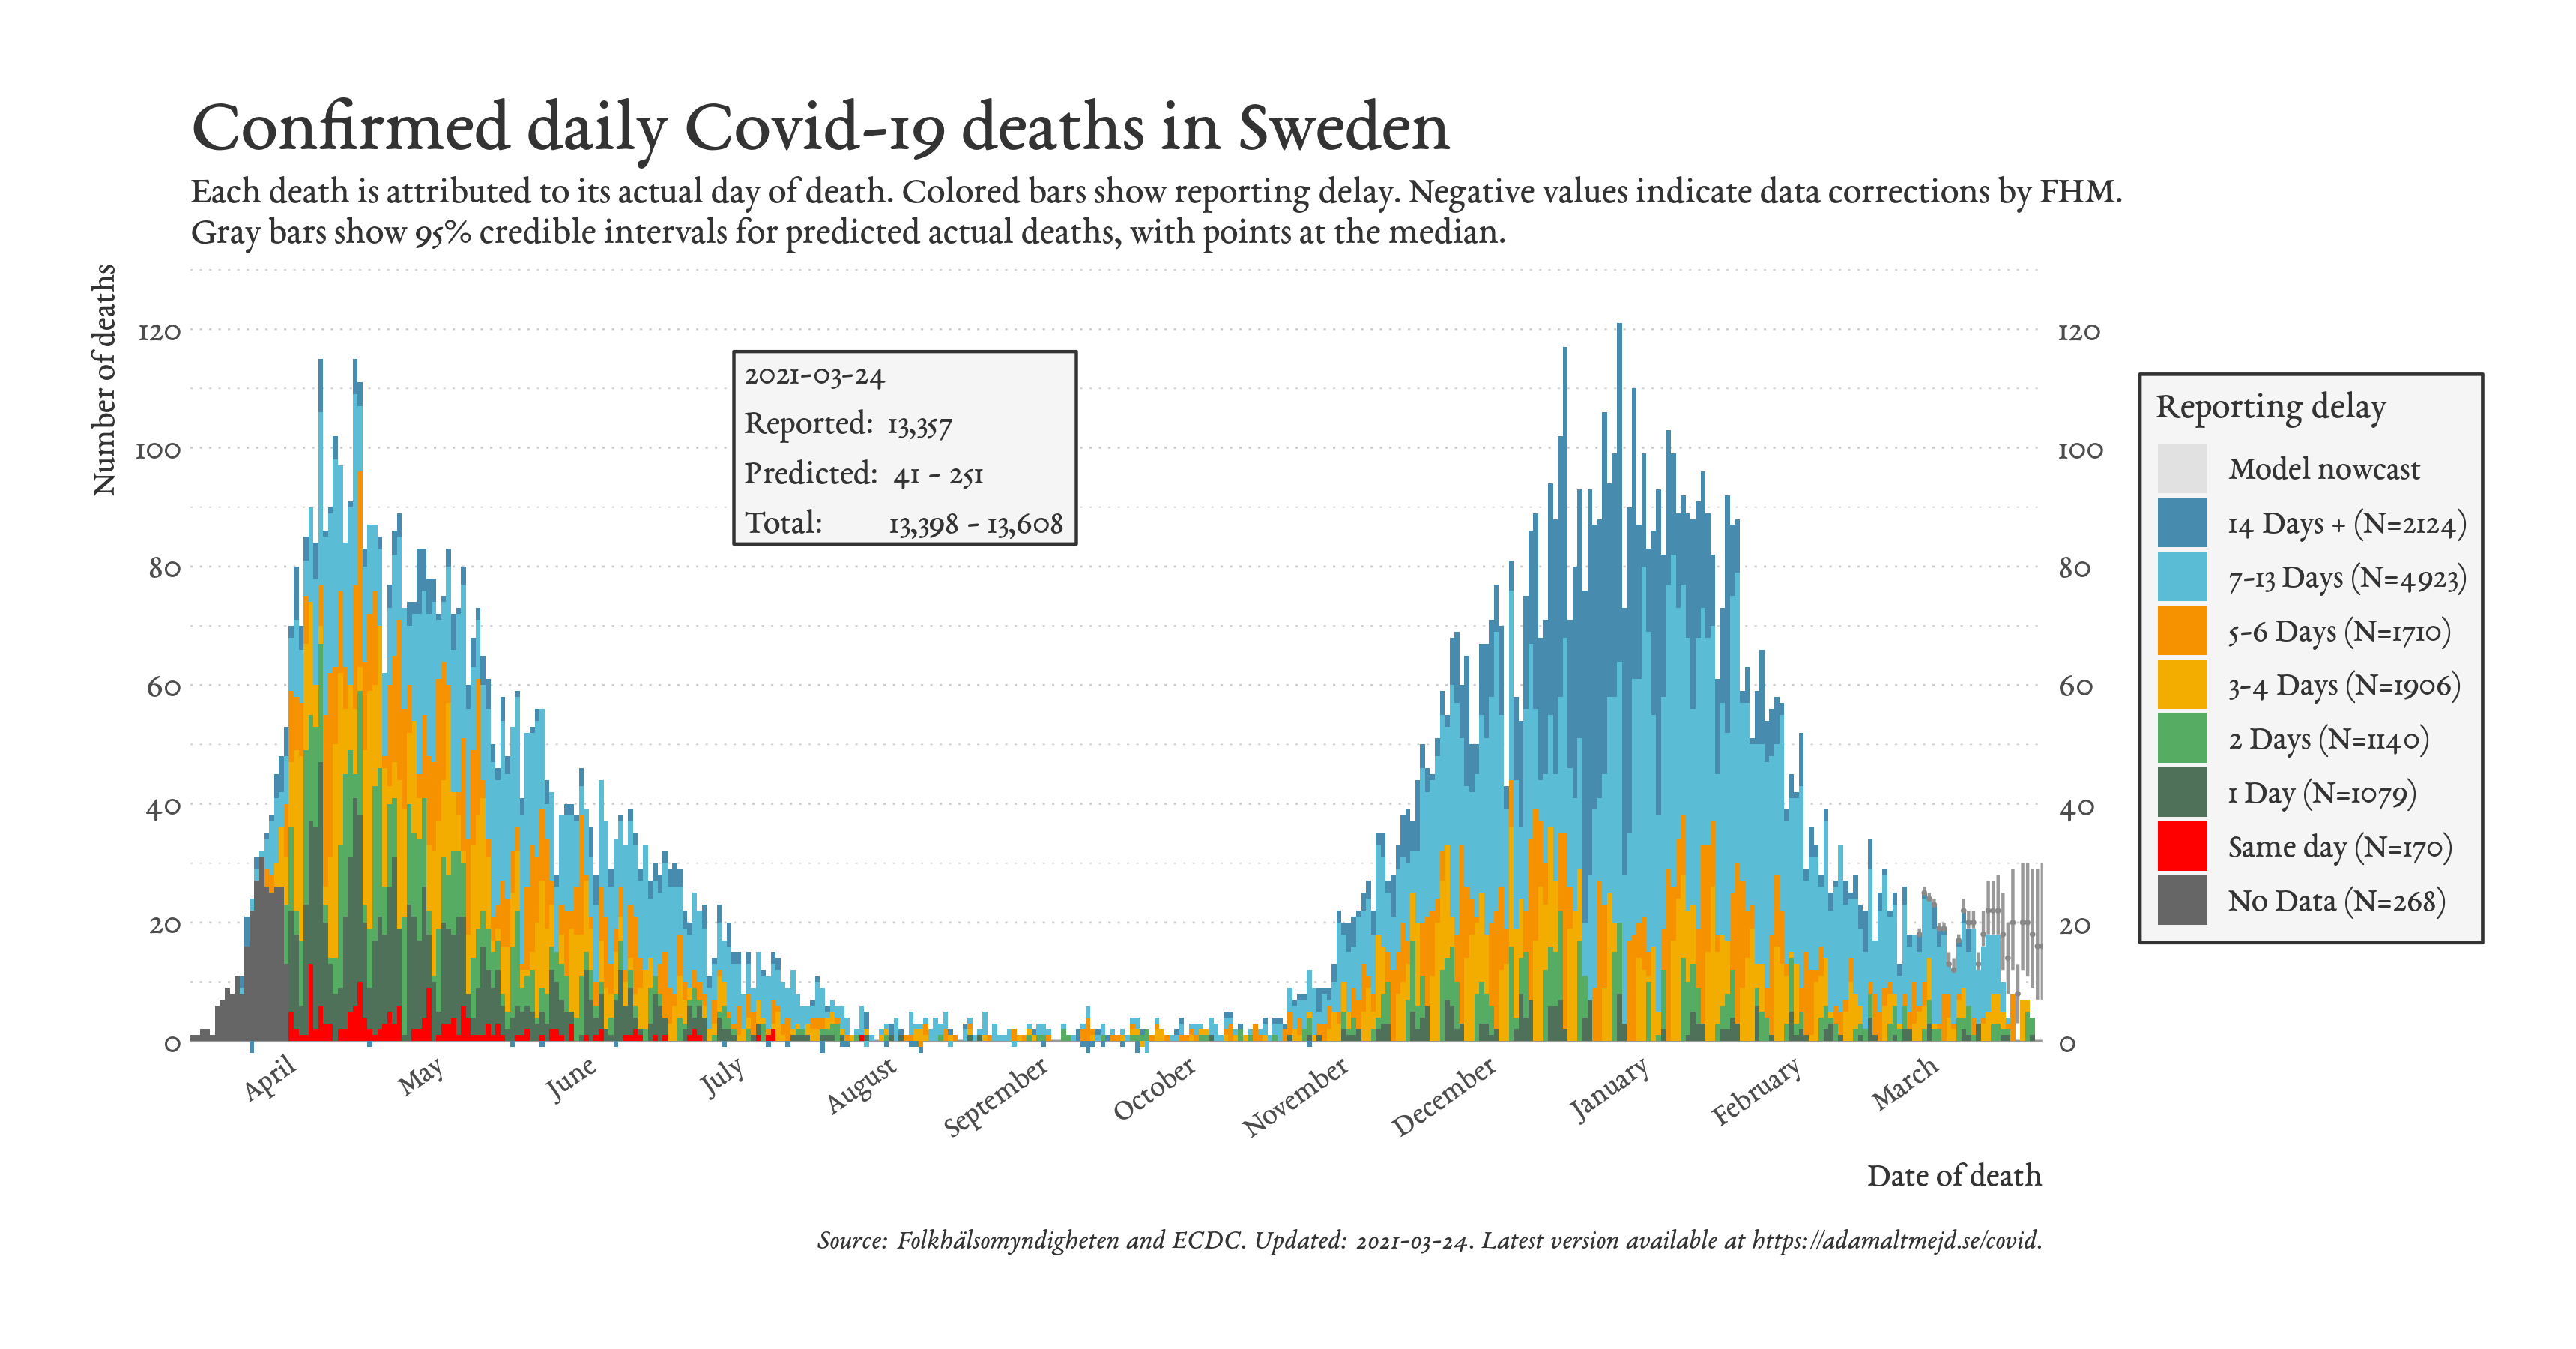 Confirmed daily Covid-19 deaths in Sweden
Each death is attributed to its actual day of death. Colored bars show reporting delay. Negative values indicate data corrections by FHM.
Gray bars show 95% credible intervals for predicted actual deaths, with points at the median.
Number of deaths
120
100
80
60
40
20
0
2021-03-24
Reported: 13,357
Predicted: 41 - 251
Total: 13,398 - 13,608
120
100
80
60
40
20
0
Reporting delay
Model nowcast
14 Days + (N=2124)
7-13 Days (N=4923)
5-6 Days (N=1710)
3-4 Days (N=1906)
2 Days (N=1140)
1 Day (N=1079)
Same day (N=170)
No Data (N=268)
April
May
June
July
August
September
October
November
December
January
February
March
Date of death
Source: Folkhälsomyndigheten and ECDC. Updated: 2021-03-24. Latest version available at https://adamaltmejd.se/covid.